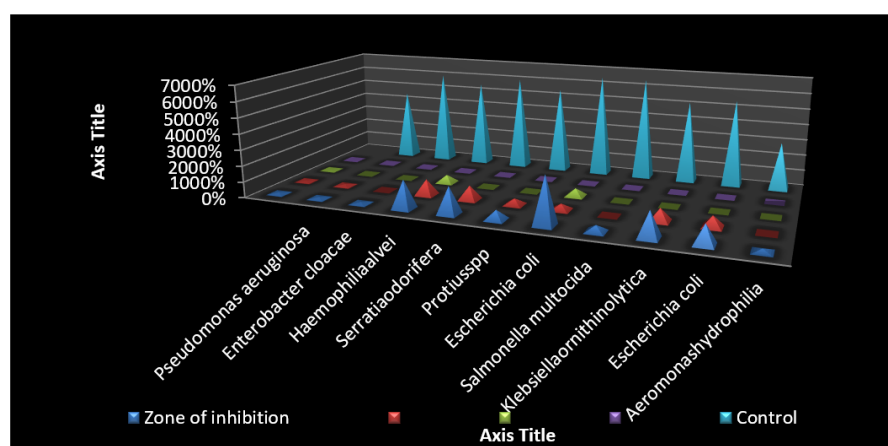 Axis Title
7000%
6000%
5000%
4000%
3000%
2000%
1000%
0%
Pseudomonas aeruginosa
Enterobacter cloacae
Haemophiliaalvei
Serratiaodorifera
Protiusspp
Escherichia coli
Salmonella multocida
Klebsiellaornithinolytica
Escherichia coli
Aeromonashydrophilia
Zone of inhibition
Control
Axis Title